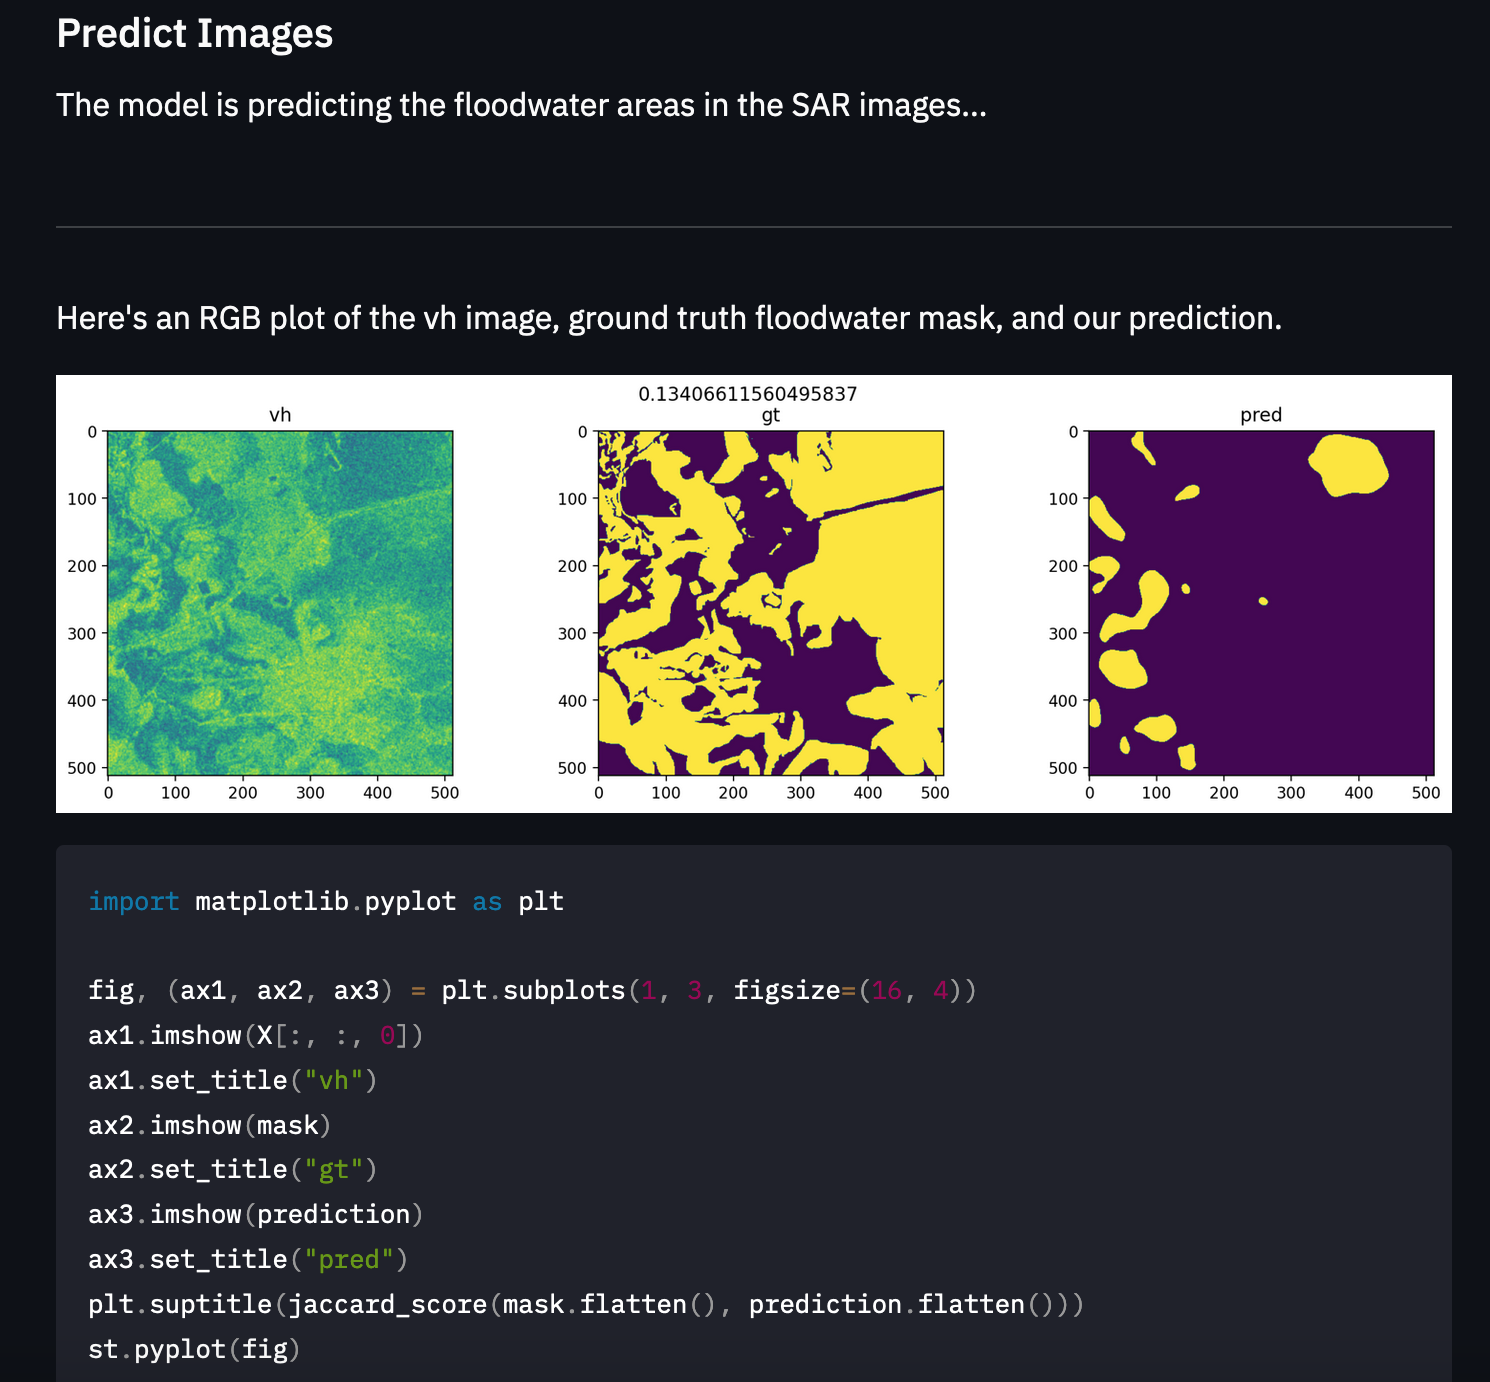 Predict Images
The model is predicting the floodwater areas in the SAR images...
Here's an RGB plot of the vh image, ground truth floodwater mask, and our prediction.
0.13406611560495837
vh
gt
pred
0
100
200
300
400
500
0 100 200 300 400 500
0
100
200
300
400
500
0 100 200 300 400 500
0
100
200
300
400
500
0 100 200 300 400 500
import matplotlib.pyplot as plt
fig, (ax1, ax2, ax3) = plt.subplots(1, 3, figsize=(16, 4))
ax1.imshow(X[:, :, 0])
ax1.set_title("vh")
ax2.imshow(mask)
ax2.set_title("gt")
ax3.imshow(prediction)
ax3.set_title("pred")
plt.suptitle(jaccard_score(mask.flatten(), prediction.flatten()))
st.pyplot(fig)